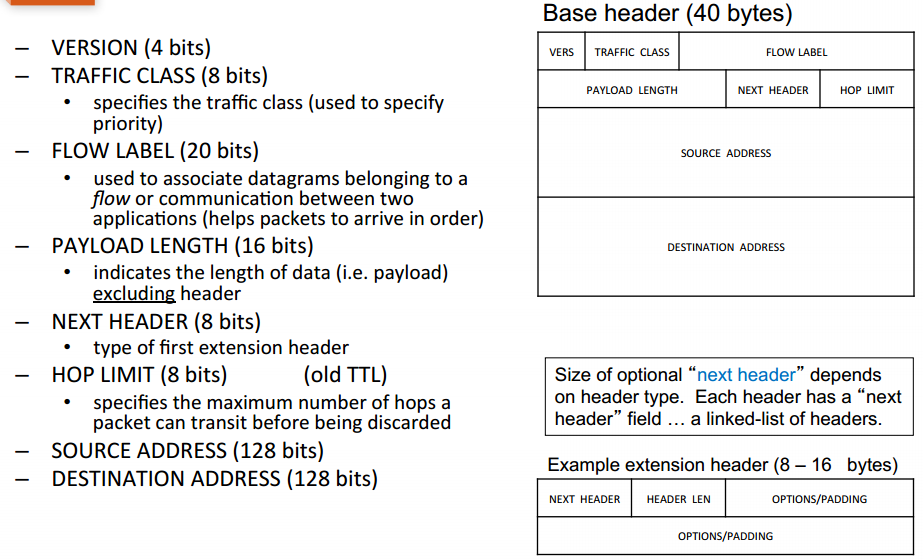 – VERSION (4 bits)
– TRAFFIC CLASS (8 bits)
• specifies the traffic class (used to specify
priority)
– FLOW LABEL (20 bits)
• used to associate datagrams belonging to a
flow or communication between two
applications (helps packets to arrive in order)
– PAYLOAD LENGTH (16 bits)
• indicates the length of data (i.e. payload)
excluding header
– NEXT HEADER (8 bits)
• type of first extension header
– HOP LIMIT (8 bits) (old TTL)
• specifies the maximum number of hops a
packet can transit before being discarded
– SOURCE ADDRESS (128 bits)
– DESTINATION ADDRESS (128 bits)
Base header (40 bytes)
VERS TRAFFIC CLASS FLOW LABEL
PAYLOAD LENGTH NEXT HEADER HOP LIMIT
SOURCE ADDRESS
DESTINATION ADDRESS
Size of optional “next header” depends
on header type. Each header has a “next
header” field … a linked-list of headers.
Example extension header (8 – 16 bytes)
NEXT HEADER HEADER LEN OPTIONS/PADDING
OPTIONS/PADDING